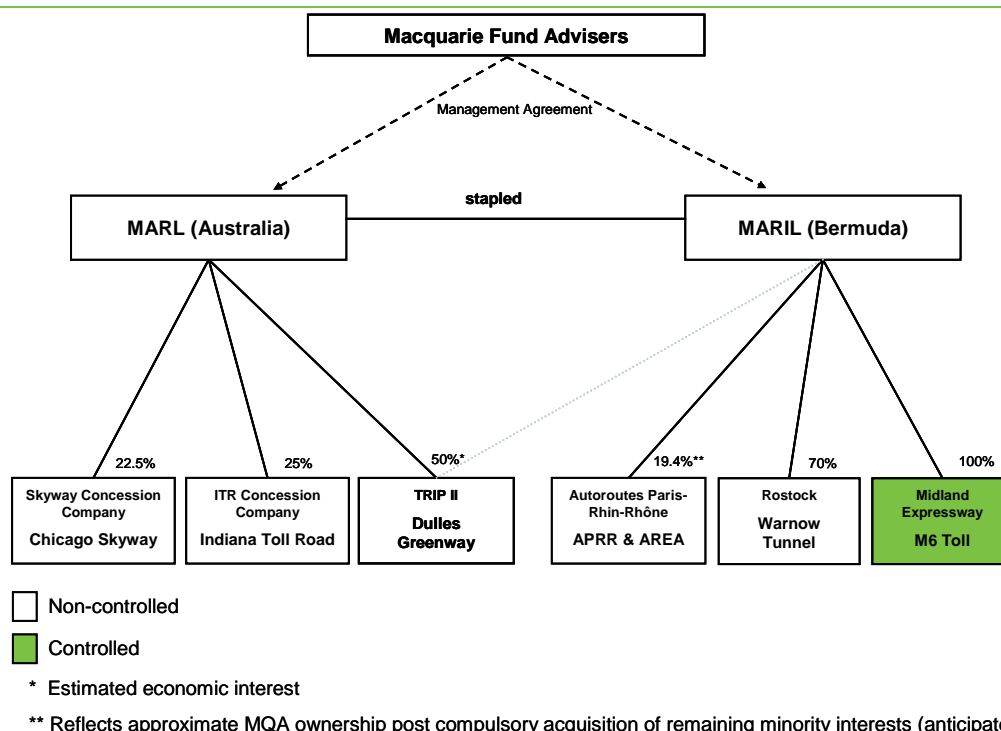 Macquarie Fund Advisers
Management Agreement
stapled
MARL (Australia)
MARIL (Bermuda)
22.5%
25%
50%*
19.4%**
70%
100%
Skyway Concession
Company
Chicago Skyway
ITR Concession
Company
Indiana Toll Road
TRIP II
Dulles
Greenway
Autoroutes Paris-
Rhin-Rhône
APRR & AREA
Rostock
Warnow
Tunnel
Midland
Expressway
M6 Toll
Non-controlled
Controlled
* Estimated economic interest
** Reflects approximate MQA ownership post compulsory acquisition of remaining minority interests (anticipate